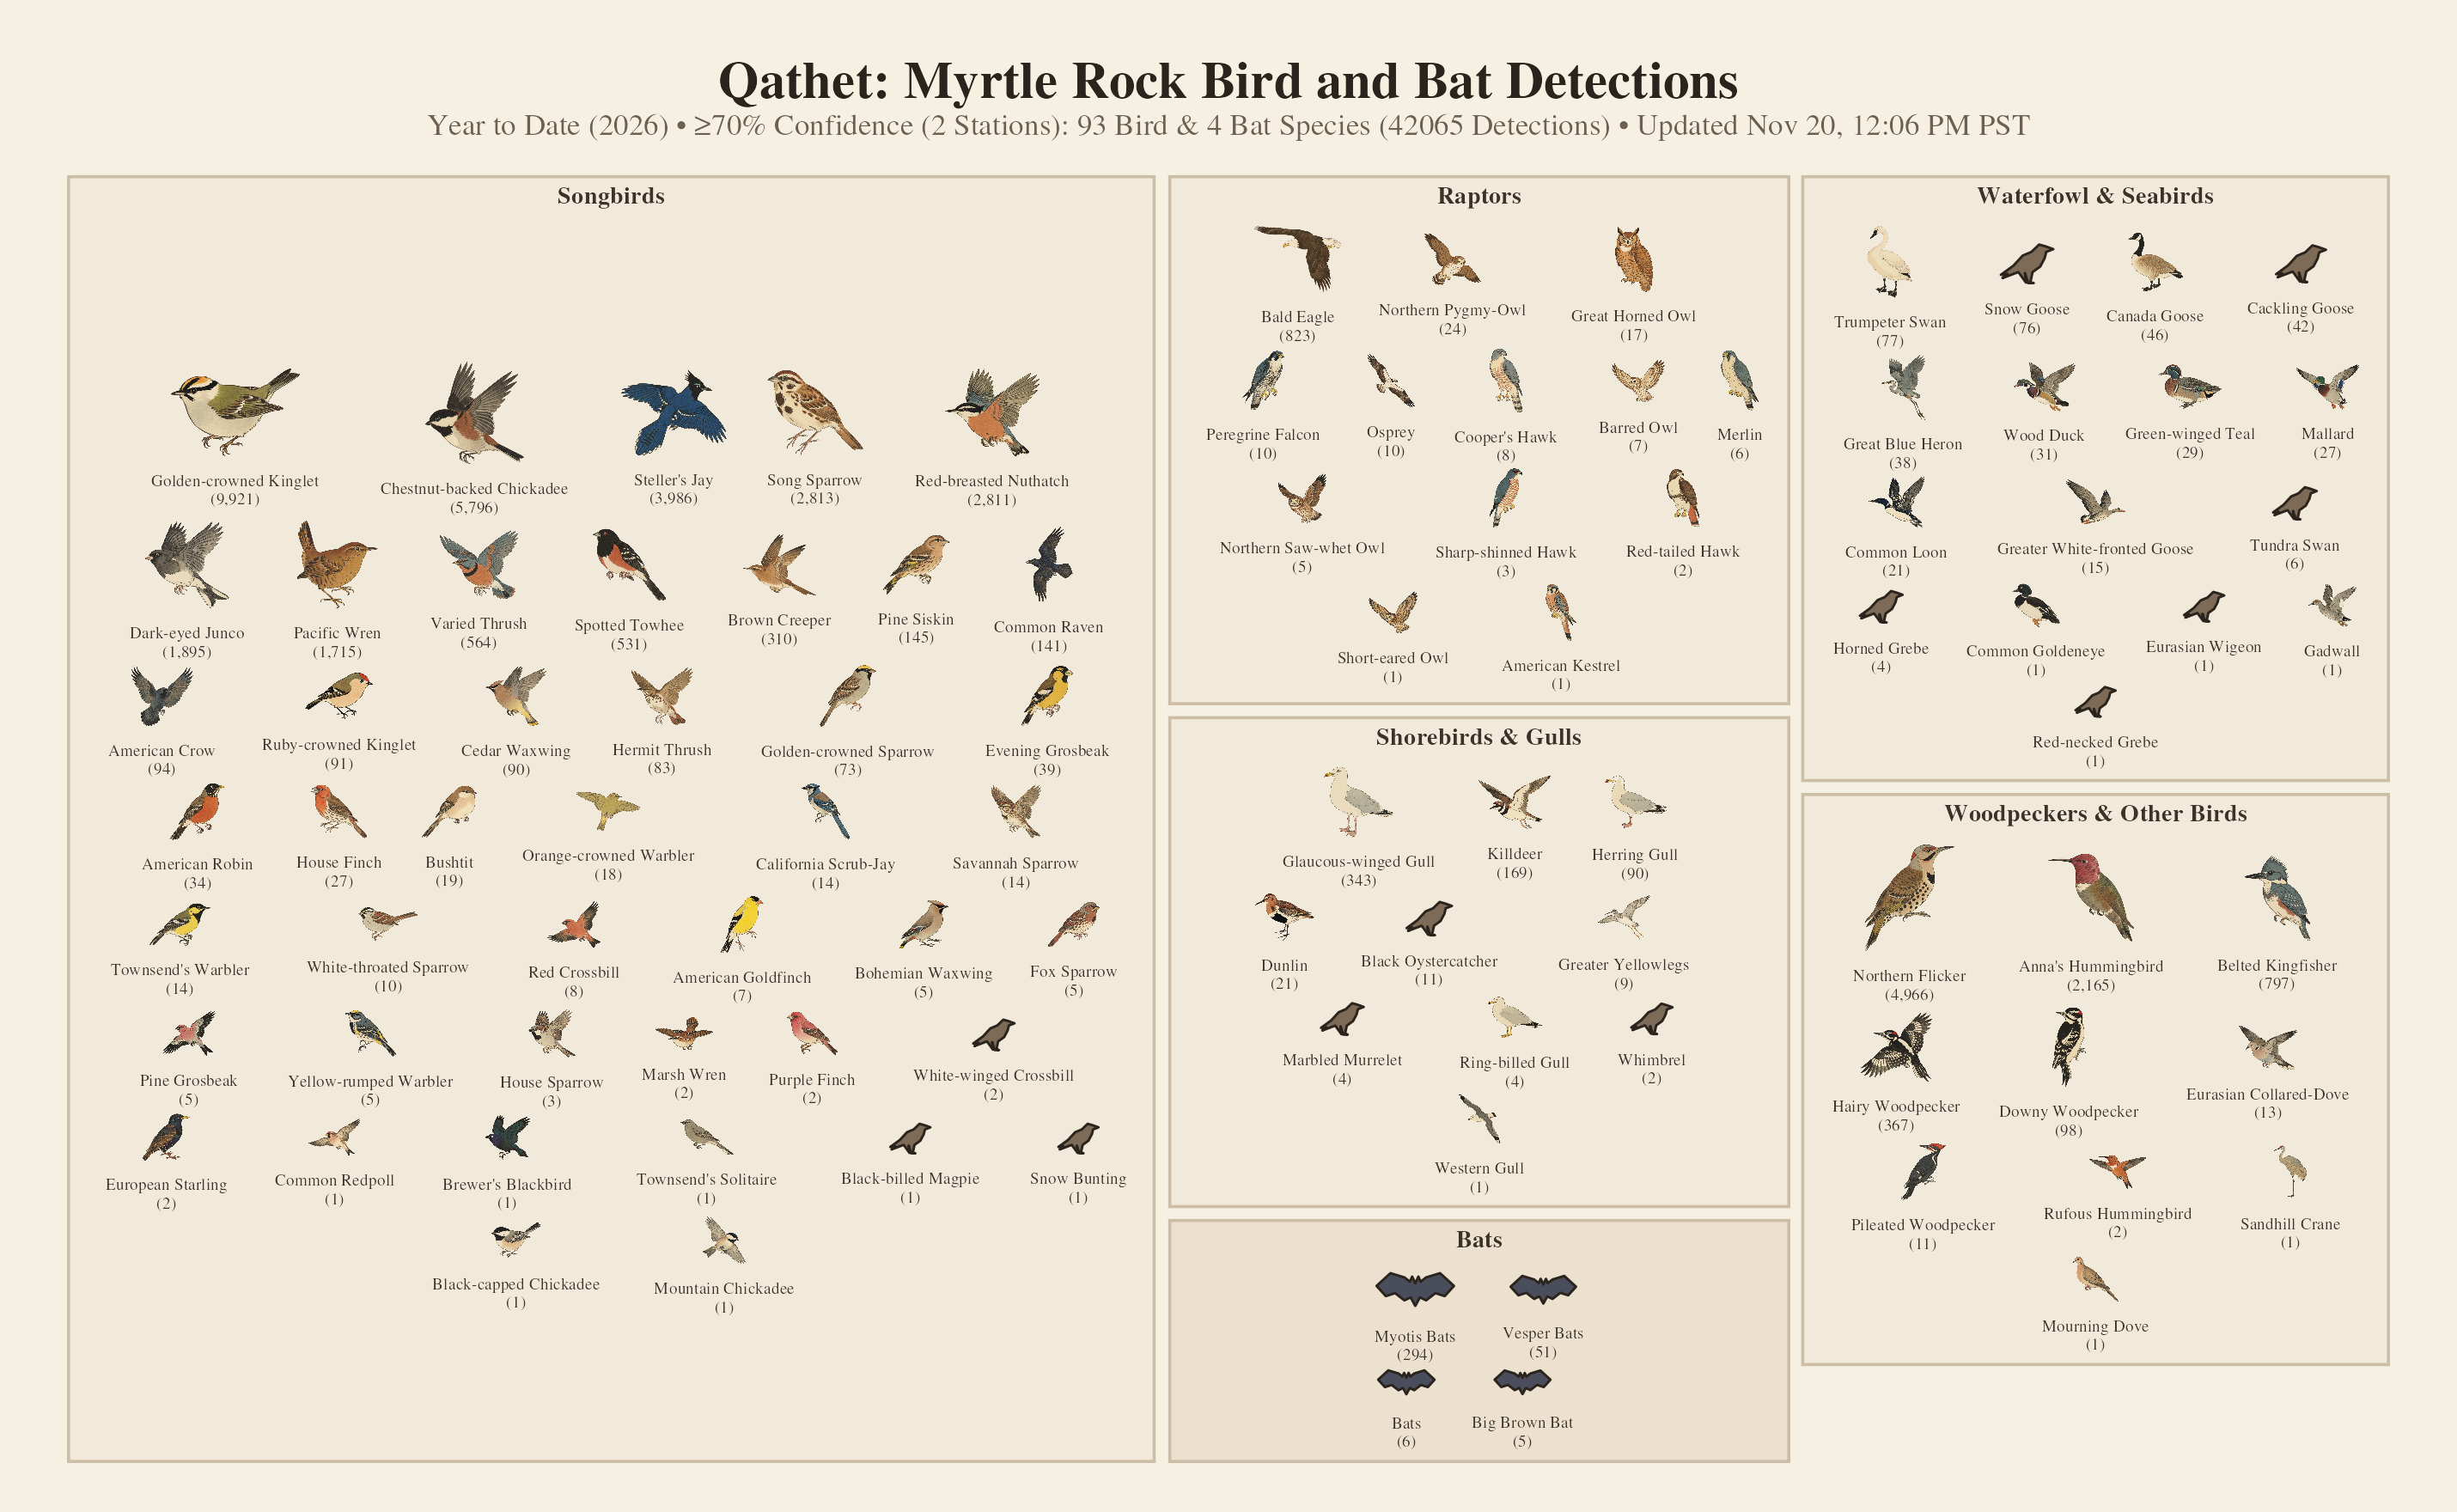 Qathet: Myrtle Rock Bird and Bat Detections
Year to Date (2026) • ≥70% Confidence (2 Stations): 93 Bird & 4 Bat Species (42065 Detections) • Updated Nov 20, 12:06 PM PST
Songbirds
Golden-crowned Kinglet
(9,921)
Chestnut-backed Chickadee
(5,796)
Steller's Jay
(3,986)
Song Sparrow
(2,813)
Red-breasted Nuthatch
(2,811)
Dark-eyed Junco
(1,895)
Pacific Wren
(1,715)
Varied Thrush
(564)
Spotted Towhee
(531)
Brown Creeper
(310)
Pine Siskin
(145)
Common Raven
(141)
American Crow
(94)
Ruby-crowned Kinglet
(91)
Cedar Waxwing
(90)
Hermit Thrush
(83)
Golden-crowned Sparrow
(73)
Evening Grosbeak
(39)
American Robin
(34)
House Finch
(27)
Bushtit
(19)
Orange-crowned Warbler
(18)
California Scrub-Jay
(14)
Savannah Sparrow
(14)
Townsend's Warbler
(14)
White-throated Sparrow
(10)
Red Crossbill
(8)
American Goldfinch
(7)
Bohemian Waxwing
(5)
Fox Sparrow
(5)
Pine Grosbeak
(5)
Yellow-rumped Warbler
(5)
House Sparrow
(3)
Marsh Wren
(2)
Purple Finch
(2)
White-winged Crossbill
(2)
European Starling
(2)
Common Redpoll
(1)
Brewer's Blackbird
(1)
Townsend's Solitaire
(1)
Black-billed Magpie
(1)
Snow Bunting
(1)
Black-capped Chickadee
(1)
Mountain Chickadee
(1)
Raptors
Bald Eagle
(823)
Northern Pygmy-Owl
(24)
Great Horned Owl
(17)
Peregrine Falcon
(10)
Osprey
(10)
Cooper's Hawk
(8)
Barred Owl
(7)
Merlin
(6)
Northern Saw-whet Owl
(5)
Sharp-shinned Hawk
(3)
Red-tailed Hawk
(2)
Short-eared Owl
(1)
American Kestrel
(1)
Shorebirds & Gulls
Glaucous-winged Gull
(343)
Killdeer
(169)
Herring Gull
(90)
Dunlin
(21)
Black Oystercatcher
(11)
Greater Yellowlegs
(9)
Marbled Murrelet
(4)
Ring-billed Gull
(4)
Whimbrel
(2)
Western Gull
(1)
Bats
Myotis Bats
(294)
Vesper Bats
(51)
Bats
(6)
Big Brown Bat
(5)
Waterfowl & Seabirds
Trumpeter Swan
(77)
Snow Goose
(76)
Canada Goose
(46)
Cackling Goose
(42)
Great Blue Heron
(38)
Wood Duck
(31)
Green-winged Teal
(29)
Mallard
(27)
Common Loon
(21)
Greater White-fronted Goose
(15)
Tundra Swan
(6)
Horned Grebe
(4)
Common Goldeneye
(1)
Eurasian Wigeon
(1)
Gadwall
(1)
Red-necked Grebe
(1)
Woodpeckers & Other Birds
Northern Flicker
(4,966)
Anna's Hummingbird
(2,165)
Belted Kingfisher
(797)
Hairy Woodpecker
(367)
Downy Woodpecker
(98)
Eurasian Collared-Dove
(13)
Pileated Woodpecker
(11)
Rufous Hummingbird
(2)
Sandhill Crane
(1)
Mourning Dove
(1)